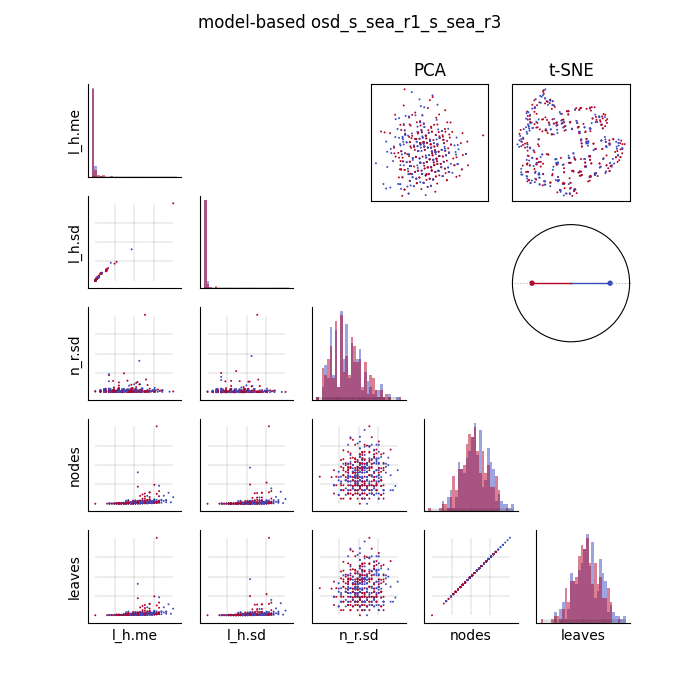 model-based osd_s_sea_r1_s_sea_r3
PCA
t-SNE
l_h.me
l_h.sd
n_r.sd
nodes
leaves
l_h.me
l_h.sd
n_r.sd
nodes
leaves